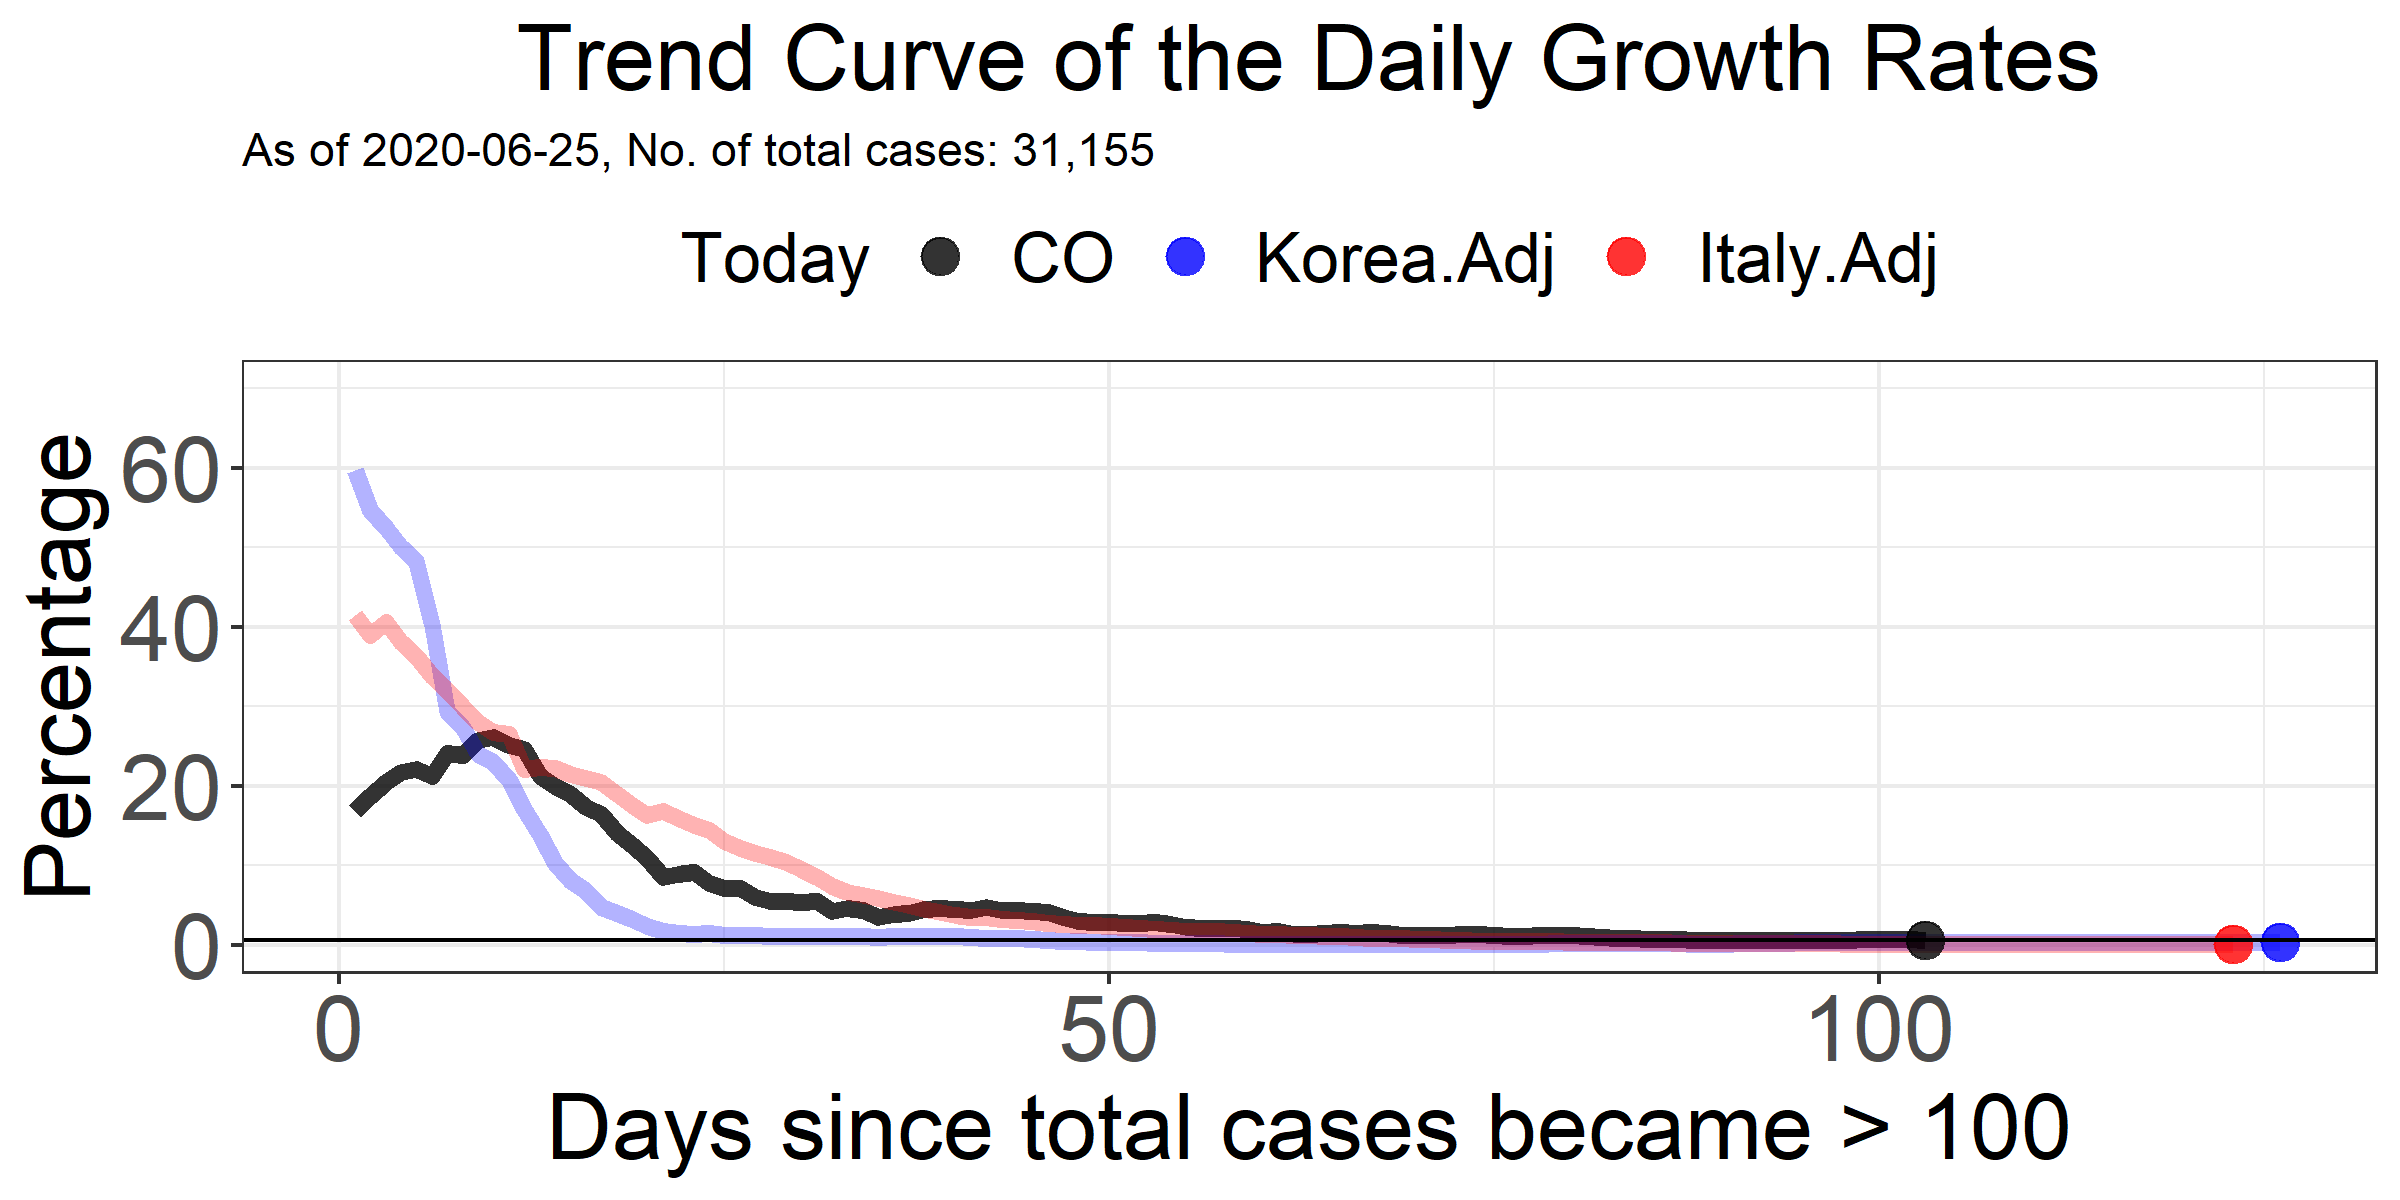 Trend Curve of the Daily Growth Rates
As of 2020-06-25, No. of total cases: 31,155
Today CO Korea.Adj Italy.Adj
Percentage
60
40
20
0
0 50 100
Days since total cases became > 100